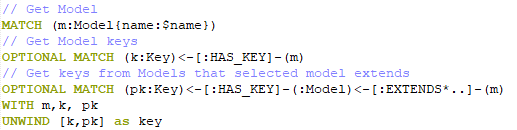 // Get Model
MATCH (m:Model{name:$name})
// Get Model keys
OPTIONAL MATCH (k:Key)<-[:HAS_KEY]-(m)
// Get keys from Models that selected model extends
OPTIONAL MATCH (pk:Key)<-[:HAS_KEY]-(:Model)<-[:EXTENDS*..]-(m)
WITH m,k, pk
UNWIND [k,pk] as key